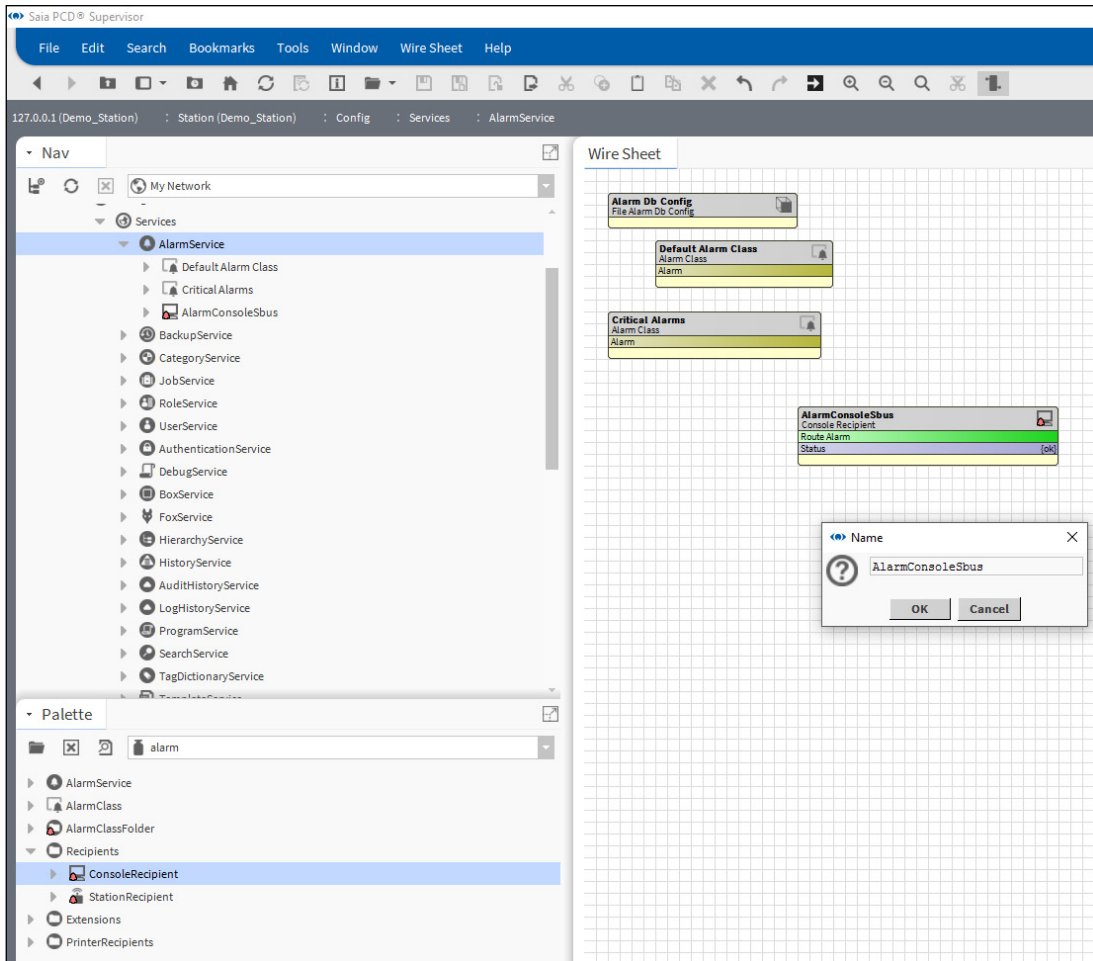 Saia PCD® Supervisor
File Edit Search Bookmarks Tools Window Wire Sheet Help
127.0.0.1 (Demo_Station) : Station (Demo_Station) : Config : Services : AlarmService
Nav
My Network
Services
AlarmService
Default Alarm Class
Critical Alarms
AlarmConsoleSbus
BackupService
CategoryService
JobService
RoleService
UserService
AuthenticationService
DebugService
BoxService
FoxService
HierarchyService
HistoryService
AuditHistoryService
LogHistoryService
ProgramService
SearchService
TagDictionaryService
TemplateService
Palette
alarm
AlarmService
AlarmClass
AlarmClassFolder
Recipients
ConsoleRecipient
StationRecipient
Extensions
PrinterRecipients
Wire Sheet
Alarm Db Config
File Alarm Db Config
Default Alarm Class
Alarm Class
Alarm
Critical Alarms
Alarm Class
Alarm
AlarmConsoleSbus
Console Recipient
Route Alarm
Status {ok}
Name
AlarmConsoleSbus
OK Cancel